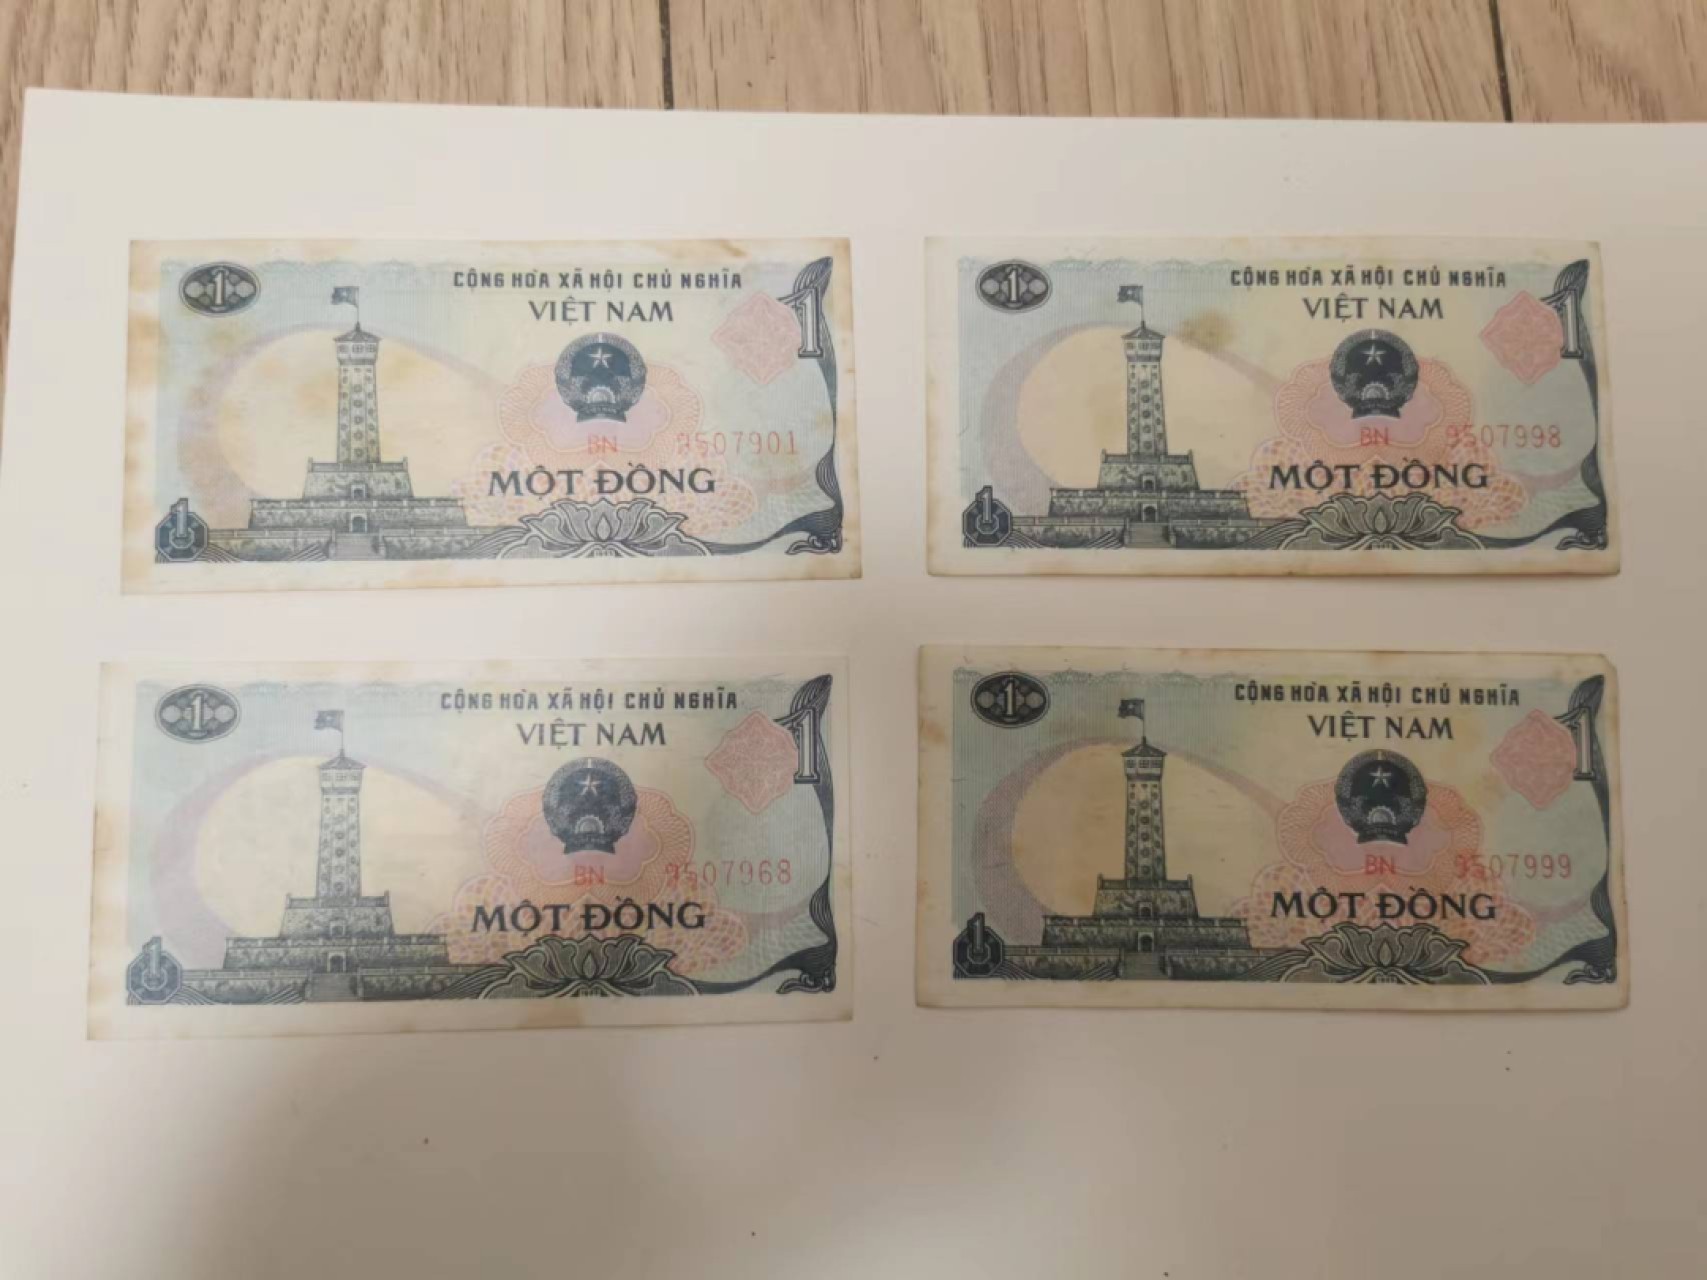 1
CỘNG HÒA XÃ HỘI CHỦ NGHĨA
VIỆT NAM
1
BN 9507901
MỘT ĐỒNG
1
1
CỘNG HÒA XÃ HỘI CHỦ NGHĨA
VIỆT NAM
1
BN 9507998
MỘT ĐỒNG
1
1
CỘNG HÒA XÃ HỘI CHỦ NGHĨA
VIỆT NAM
1
BN 9507968
MỘT ĐỒNG
1
1
CỘNG HÒA XÃ HỘI CHỦ NGHĨA
VIỆT NAM
1
BN 9507999
MỘT ĐỒNG
1